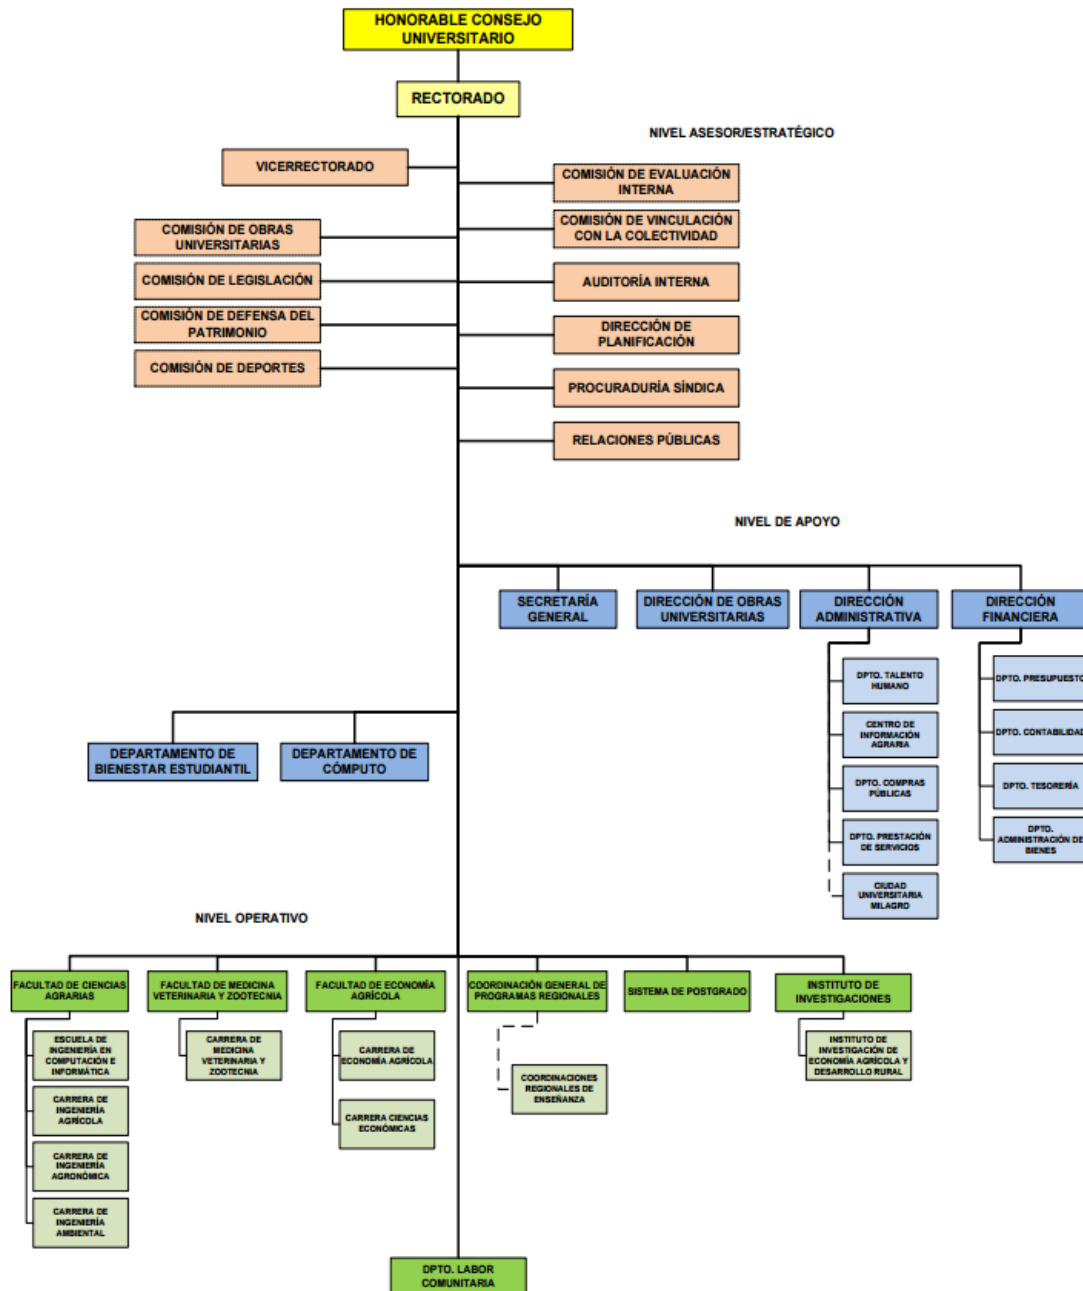 HONORABLE CONSEJO
UNIVERSITARIO
RECTORADO
NIVEL ASESOR/ESTRATÉGICO
VICERRECTORADO
COMISIÓN DE EVALUACIÓN
INTERNA
COMISIÓN DE OBRAS
UNIVERSITARIAS
COMISIÓN DE VINCULACIÓN
CON LA COLECTIVIDAD
COMISIÓN DE LEGISLACIÓN
AUDITORÍA INTERNA
COMISIÓN DE DEFENSA DEL
PATRIMONIO
DIRECCIÓN DE
PLANIFICACIÓN
COMISIÓN DE DEPORTES
PROCURADURÍA SÍNDICA
RELACIONES PÚBLICAS
NIVEL DE APOYO
SECRETARÍA
GENERAL
DIRECCIÓN DE OBRAS
UNIVERSITARIAS
DIRECCIÓN
ADMINISTRATIVA
DIRECCIÓN
FINANCIERA
DPTO. TALENTO
HUMANO
CENTRO DE
INFORMACIÓN
AGRARIA
DPTO. COMPRAS
PÚBLICAS
DPTO. PRESTACIÓN
DE SERVICIOS
CIUDAD
UNIVERSITARIA
MILAGRO
DPTO. PRESUPUESTO
DPTO. CONTABILIDAD
DPTO. TESORERÍA
DPTO.
ADMINISTRACIÓN DE
BIENES
DEPARTAMENTO DE
BIENESTAR ESTUDIANTIL
DEPARTAMENTO DE
CÓMPUTO
NIVEL OPERATIVO
FACULTAD DE CIENCIAS
AGRARIAS
ESCUELA DE
INGENIERÍA EN
COMPUTACIÓN E
INFORMÁTICA
CARRERA DE
INGENIERÍA
AGRÍCOLA
CARRERA DE
INGENIERÍA
AGRONÓMICA
CARRERA DE
INGENIERÍA
AMBIENTAL
FACULTAD DE MEDICINA
VETERINARIA Y ZOOTECNIA
CARRERA DE
MEDICINA
VETERINARIA Y
ZOOTECNIA
FACULTAD DE ECONOMÍA
AGRÍCOLA
CARRERA DE
ECONOMÍA AGRÍCOLA
CARRERA CIENCIAS
ECONÓMICAS
COORDINACIÓN GENERAL DE
PROGRAMAS REGIONALES
COORDINACIONES
REGIONALES DE
ENSEÑANZA
SISTEMA DE POSTGRADO
INSTITUTO DE
INVESTIGACIONES
INSTITUTO DE
INVESTIGACIÓN DE
ECONOMÍA AGRÍCOLA Y
DESARROLLO RURAL
DPTO. LABOR
COMUNITARIA